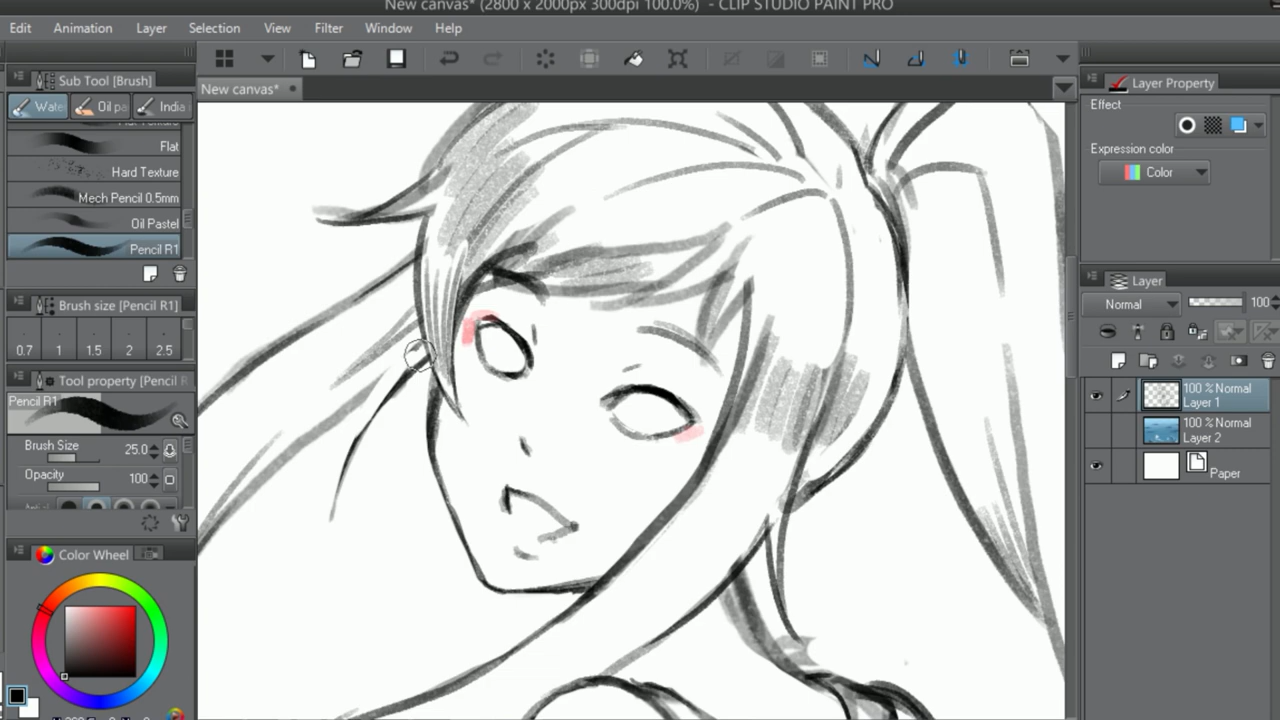 New canvas* (2800 x 2000px 300dpi 100.0%) - CLIP STUDIO PAINT PRO
Edit Animation Layer Selection View Filter Window Help
Sub Tool [Brush]
Wate Oil pa India
New canvas*
Flat
Hard Texture
Mech Pencil 0.5mm
Oil Pastel
Pencil R1
Brush size [Pencil R1]
0.7 1 1.5 2 2.5
Tool property [Pencil R
Pencil R1
Brush Size 25.0
Opacity 100
Color Wheel
Layer Property
Effect
Expression color
Color
Layer
Normal 100
100 % Normal
Layer 1
100 % Normal
Layer 2
Paper